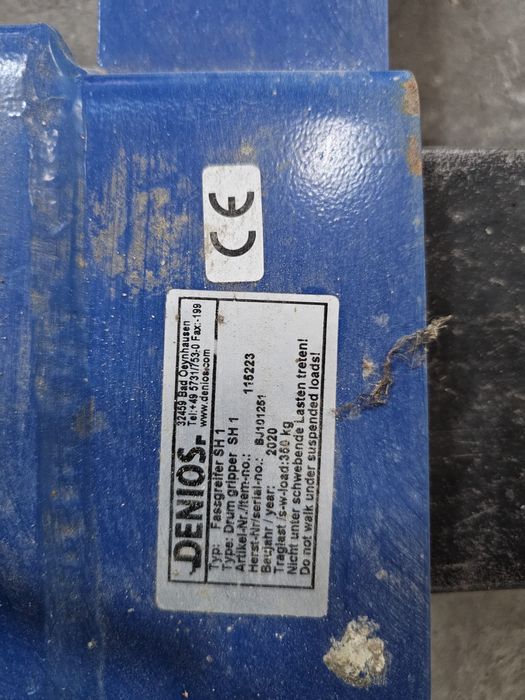 CE
DENIOS.
32459 Bad Oeynhausen
Tel:+49 5731/753-0 Fax:-199
www.denios.com
Typ: Fassgreifer SH 1
Type: Drum gripper SH 1
Artikel-Nr./Item-no.: 115223
Herst-Nr/serial-no.: BJ101251
Baujahr / year: 2020
Traglast /s-w-load:350 kg
Nicht unter schwebende Lasten treten!
Do not walk under suspended loads!